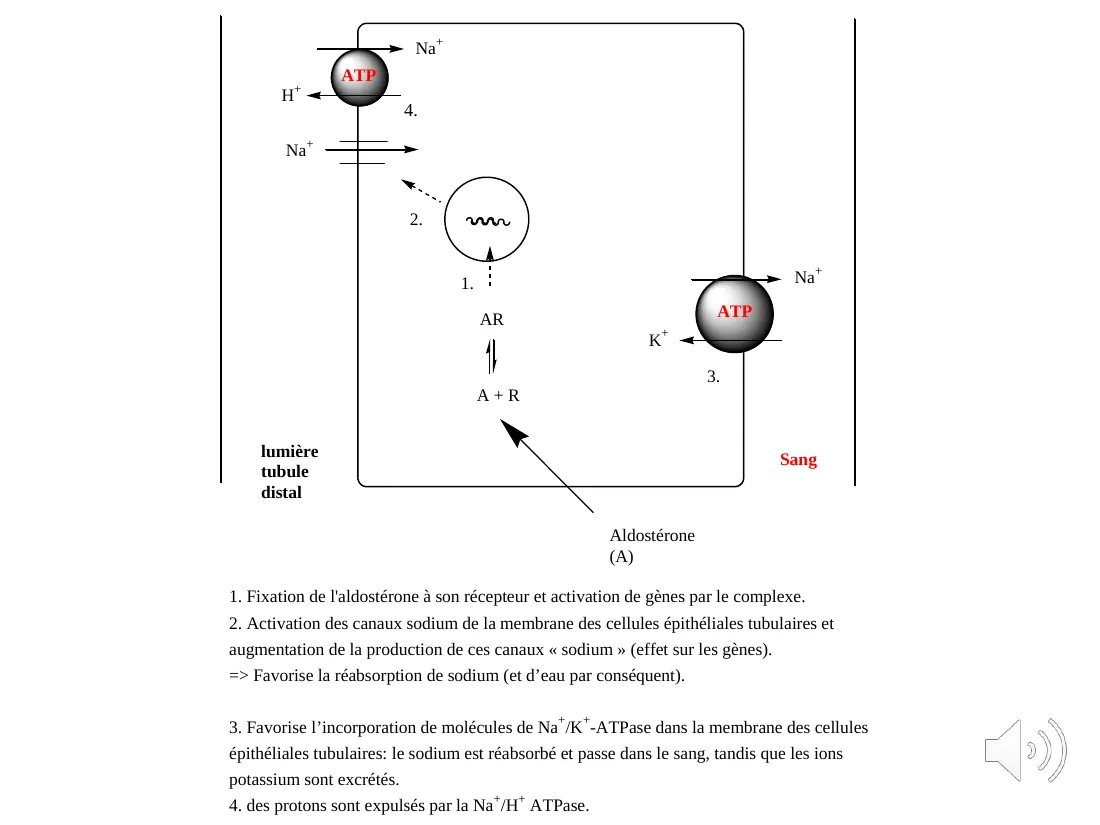 Na+
ATP
H+
4.
Na+
2.
1.
Na+
ATP
AR
K+
3.
A + R
lumière
tubule
distal
Sang
Aldostérone
(A)
1. Fixation de l'aldostérone à son récepteur et activation de gènes par le complexe.
2. Activation des canaux sodium de la membrane des cellules épithéliales tubulaires et
augmentation de la production de ces canaux « sodium » (effet sur les gènes).
=> Favorise la réabsorption de sodium (et d’eau par conséquent).
3. Favorise l’incorporation de molécules de Na+/K+-ATPase dans la membrane des cellules
épithéliales tubulaires: le sodium est réabsorbé et passe dans le sang, tandis que les ions
potassium sont excrétés.
4. des protons sont expulsés par la Na+/H+ ATPase.